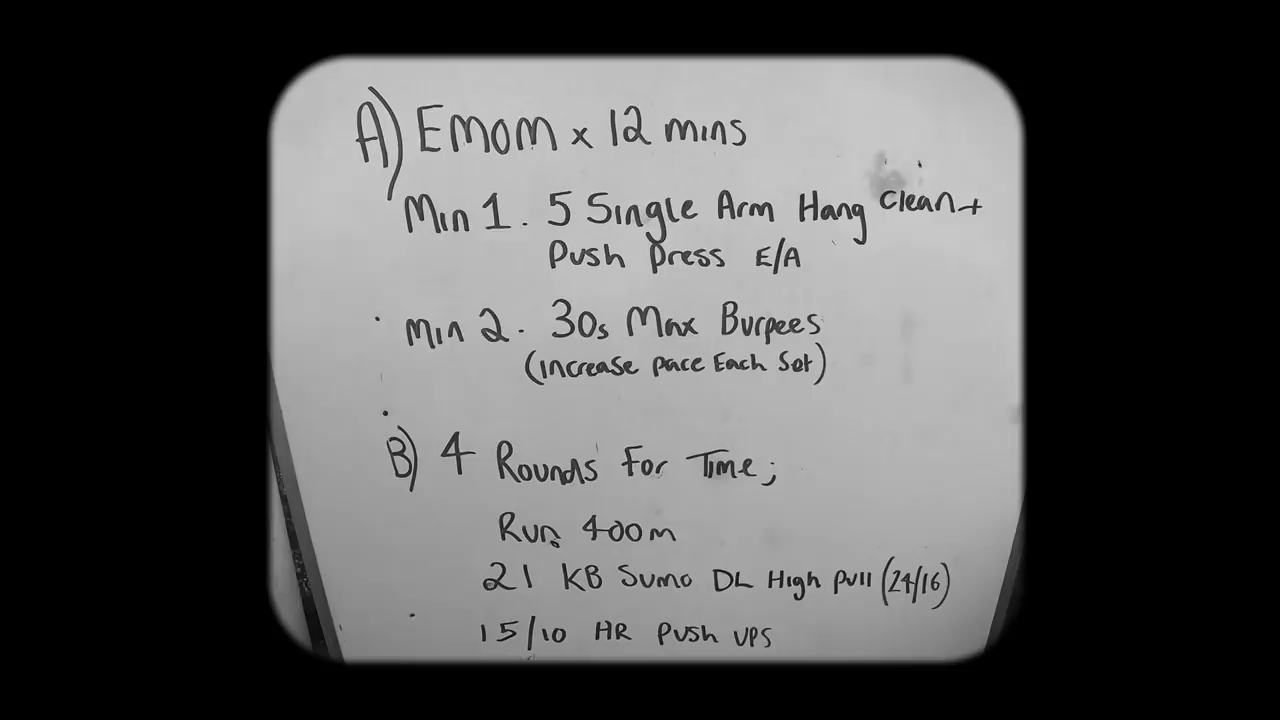 A) EMOM x 12 mins
Min 1. 5 Single Arm Hang Clean +
Push Press E/A
Min 2. 30s Max Burpees
(Increase pace Each Set)
B) 4 Rounds For Time;
Run 400m
21 KB Sumo DL High Pull (24/16)
15/10 HR Push UPS